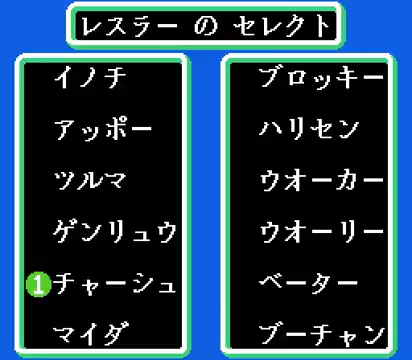 レスラー の セレクト
イノチ
アッポー
ツルマ
ゲンリュウ
1 チャーシュ
マイダ
ブロッキー
ハリセン
ウオーカー
ウオーリー
ベーター
ブーチャン